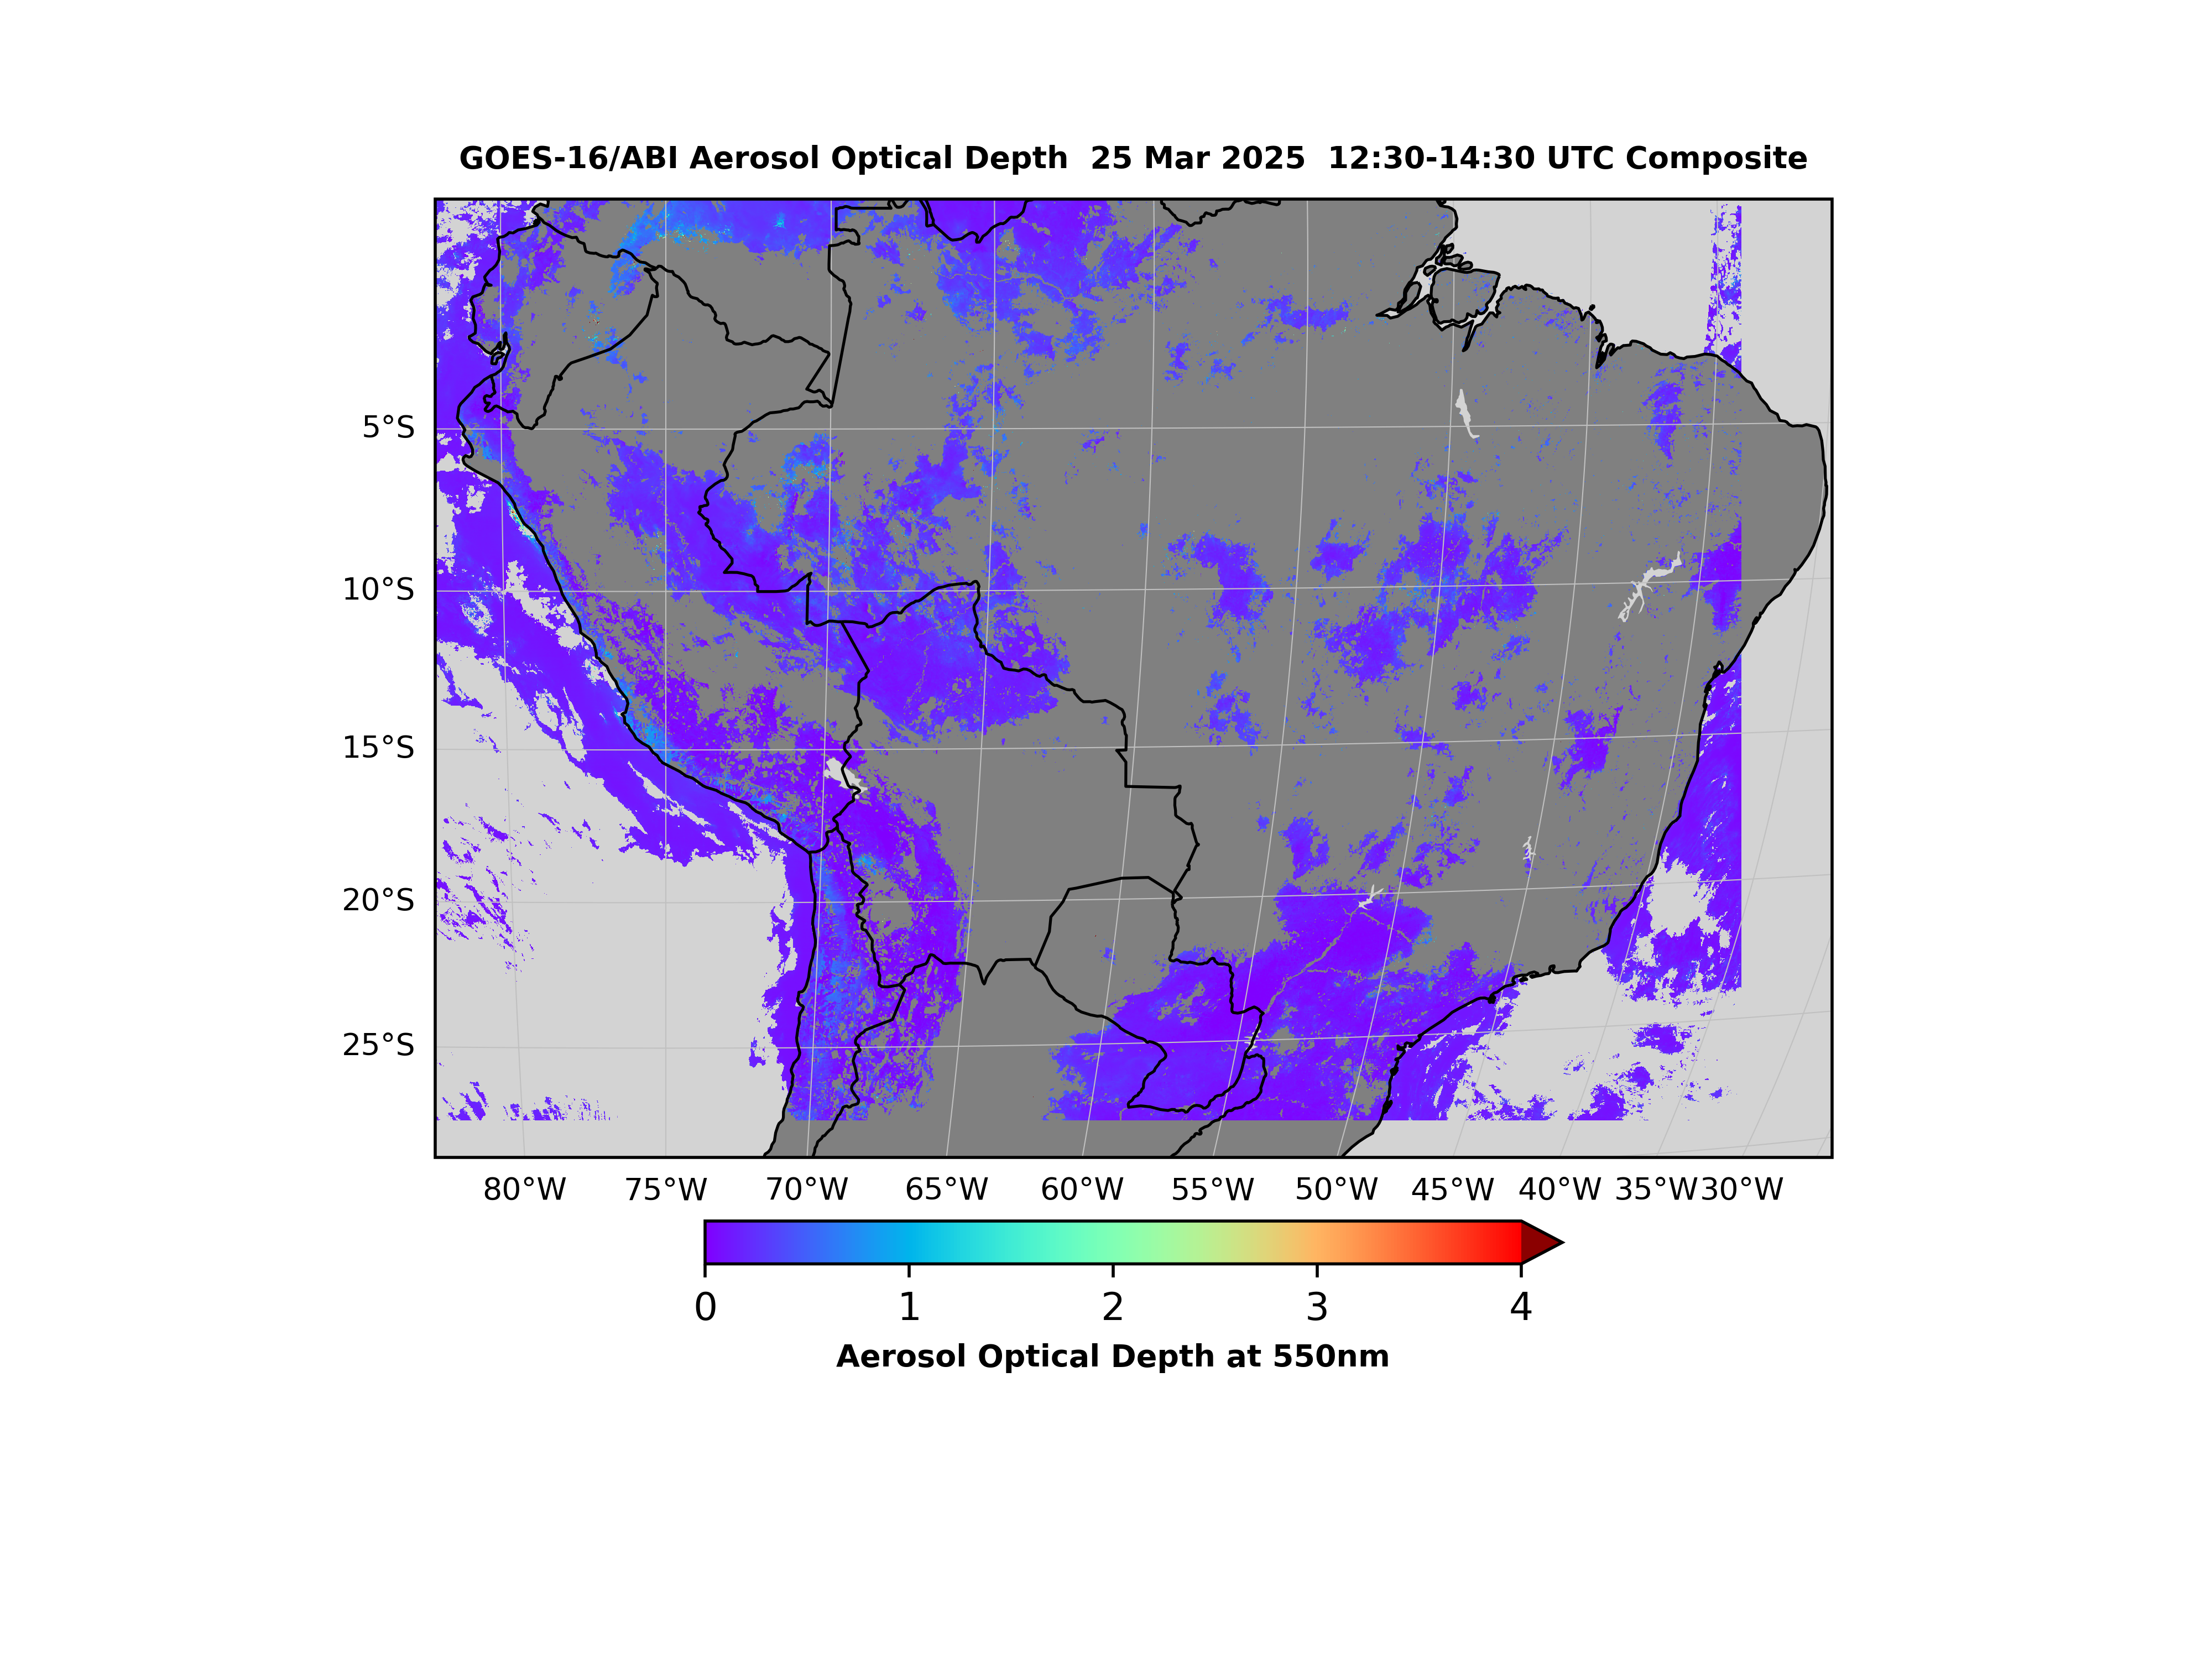 GOES-16/ABI Aerosol Optical Depth  25 Mar 2025  12:30-14:30 UTC Composite
5°S
10°S
15°S
20°S
25°S
80°W 75°W 70°W 65°W 60°W 55°W 50°W 45°W 40°W 35°W 30°W
0 1 2 3 4
Aerosol Optical Depth at 550nm